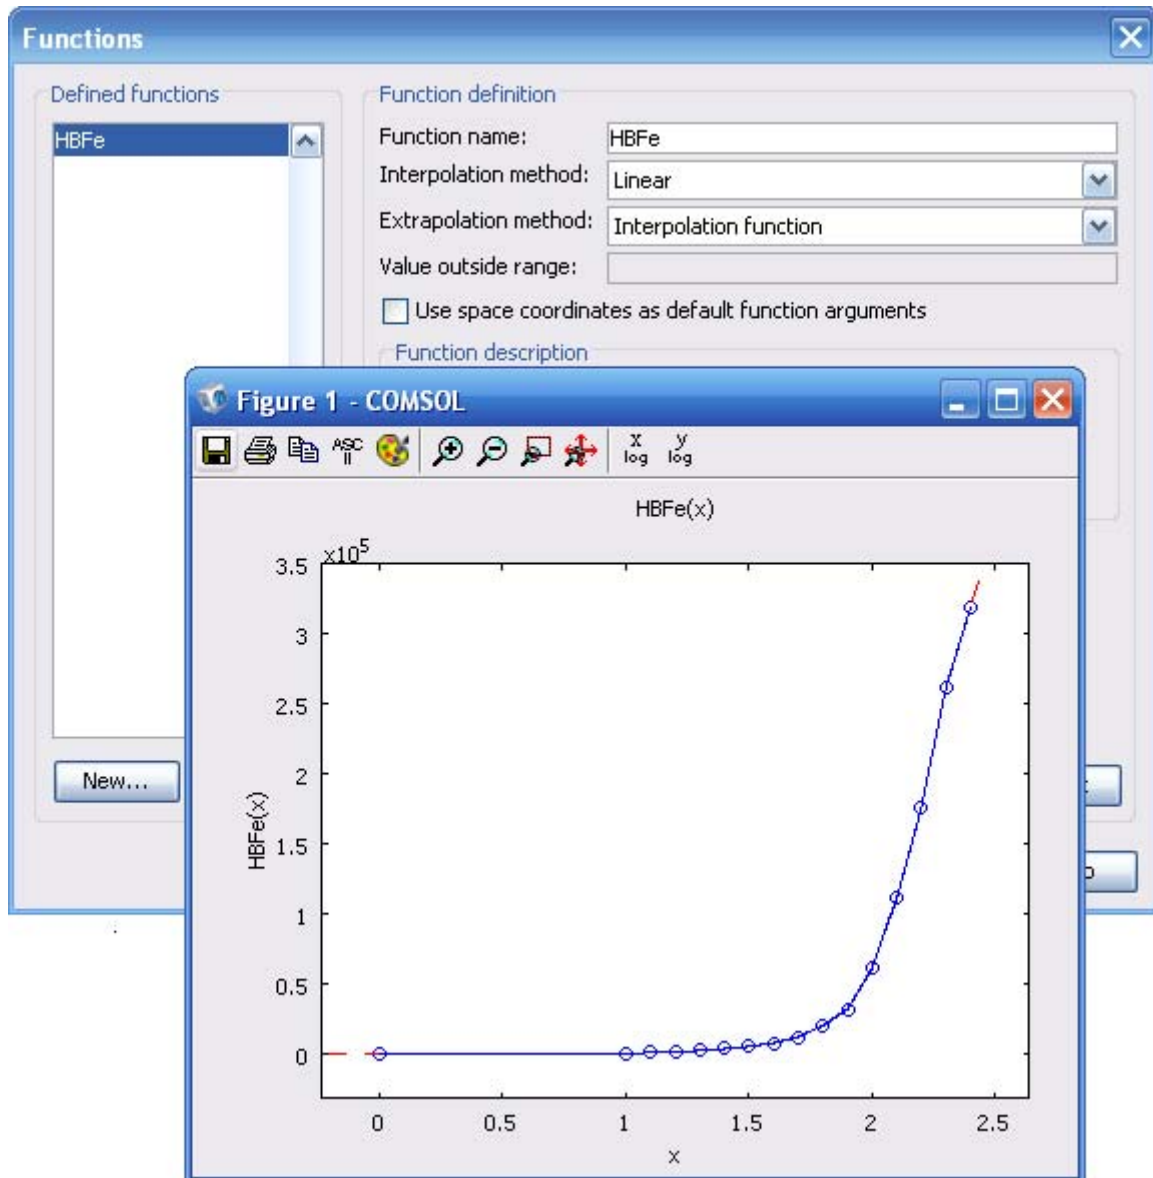 Functions
Defined functions
HBFe
New...
Function definition
Function name: HBFe
Interpolation method: Linear
Extrapolation method: Interpolation function
Value outside range:
Use space coordinates as default function arguments
Function description
Figure 1 - COMSOL
ASC II x log y log
HBFe(x)
x10^5
3.5
3
2.5
2
1.5
1
0.5
0
HBFe(x)
0 0.5 1 1.5 2 2.5
x